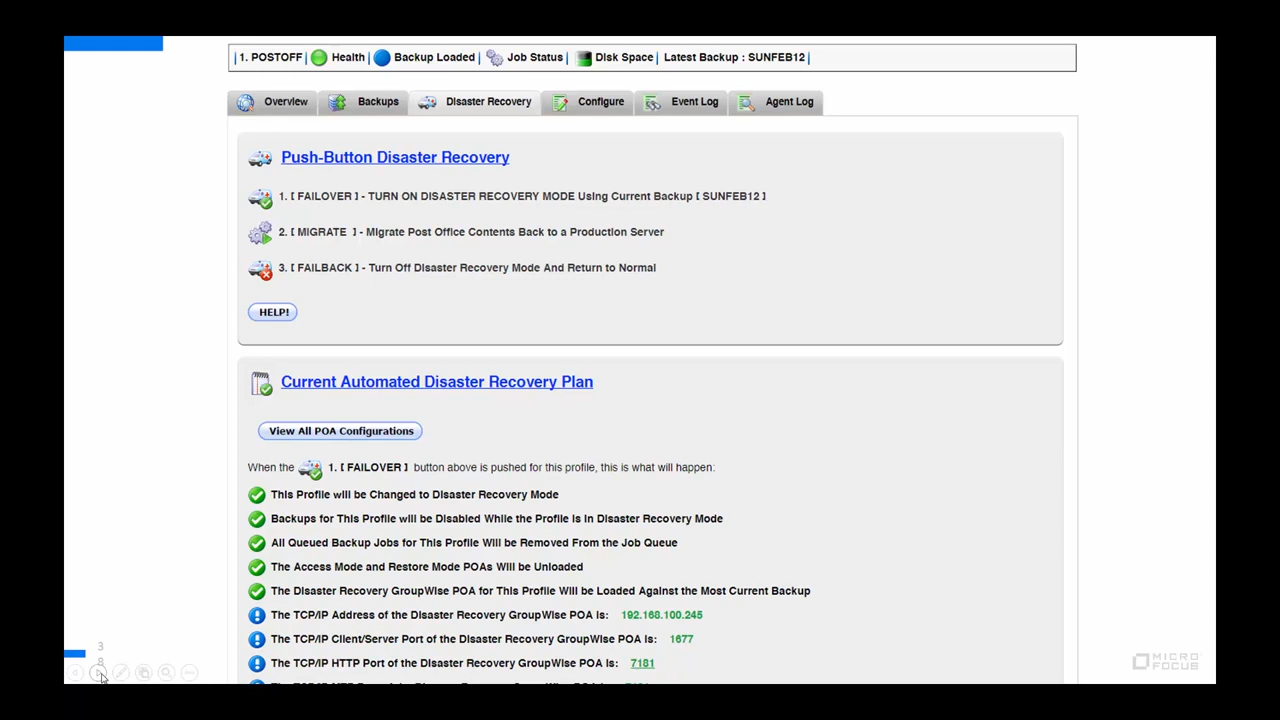 1. POSTOFF Health Backup Loaded Job Status Disk Space Latest Backup : SUNFEB12
Overview Backups Disaster Recovery Configure Event Log Agent Log
Push-Button Disaster Recovery
1. [ FAILOVER ] - TURN ON DISASTER RECOVERY MODE Using Current Backup [ SUNFEB12 ]
2. [ MIGRATE ] - Migrate Post Office Contents Back to a Production Server
3. [ FAILBACK ] - Turn Off Disaster Recovery Mode And Return to Normal
HELP!
Current Automated Disaster Recovery Plan
View All POA Configurations
When the 1. [ FAILOVER ] button above is pushed for this profile, this is what will happen:
This Profile will be Changed to Disaster Recovery Mode
Backups for This Profile will be Disabled While the Profile is in Disaster Recovery Mode
All Queued Backup Jobs for This Profile Will be Removed From the Job Queue
The Access Mode and Restore Mode POAs Will be Unloaded
The Disaster Recovery GroupWise POA for This Profile Will be Loaded Against the Most Current Backup
The TCP/IP Address of the Disaster Recovery GroupWise POA is: 192.168.100.245
The TCP/IP Client/Server Port of the Disaster Recovery GroupWise POA is: 1677
The TCP/IP HTTP Port of the Disaster Recovery GroupWise POA is: 7181
3
8
MICRO
FOCUS